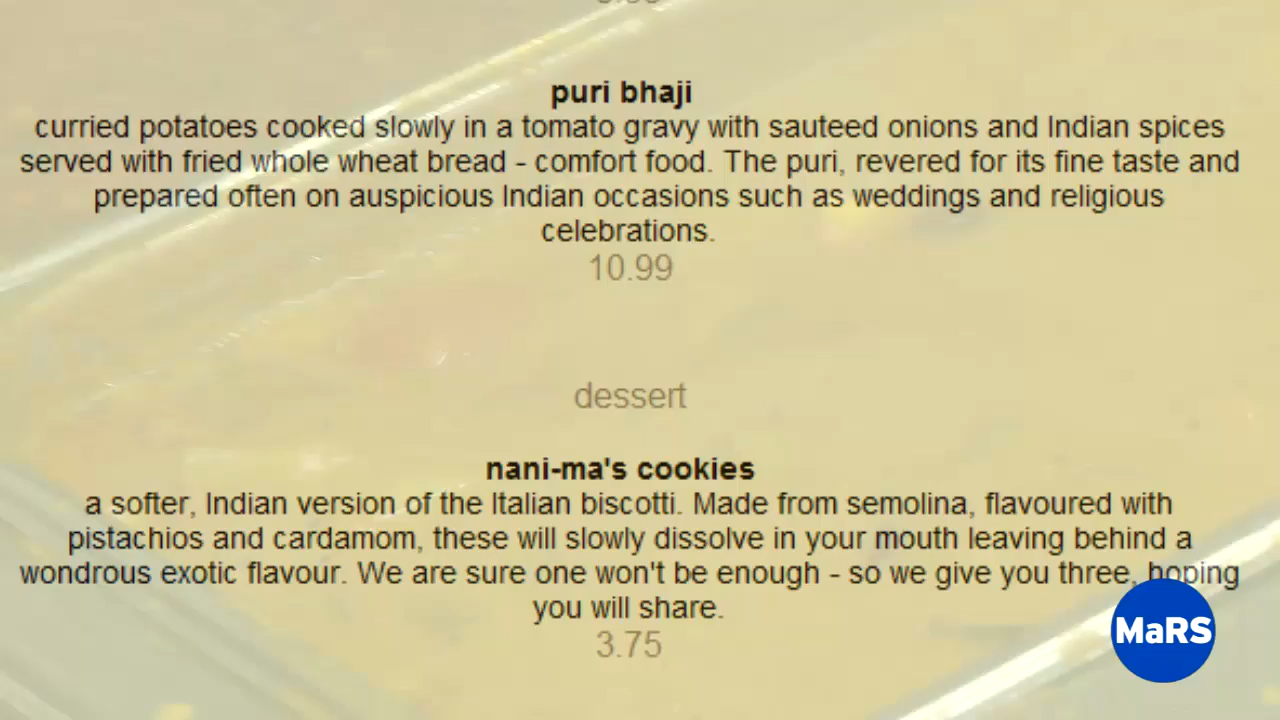 puri bhaji
curried potatoes cooked slowly in a tomato gravy with sauteed onions and Indian spices
served with fried whole wheat bread - comfort food. The puri, revered for its fine taste and
prepared often on auspicious Indian occasions such as weddings and religious
celebrations.
10.99
dessert
nani-ma's cookies
a softer, Indian version of the Italian biscotti. Made from semolina, flavoured with
pistachios and cardamom, these will slowly dissolve in your mouth leaving behind a
wondrous exotic flavour. We are sure one won't be enough - so we give you three, hoping
you will share.
3.75
MaRS